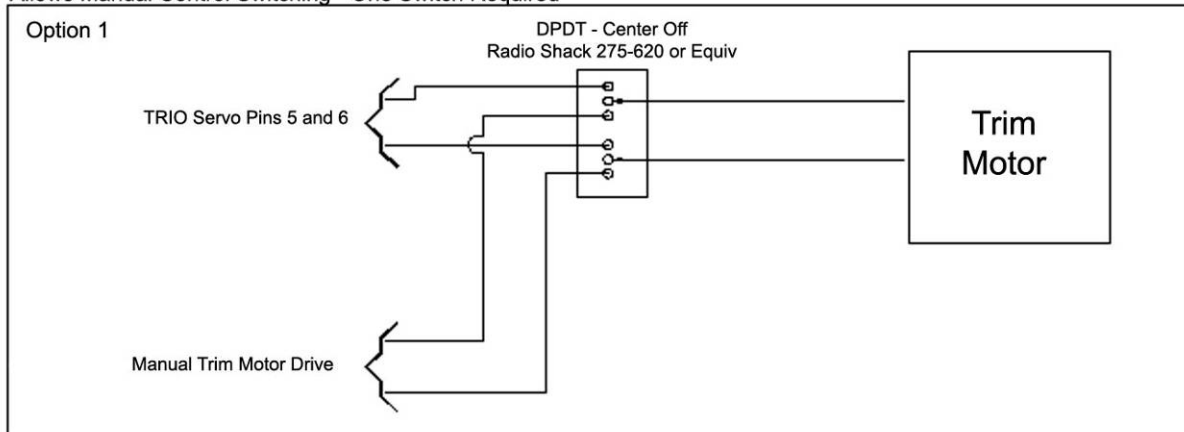 Allows Manual Control Switching - One Switch Required
Option 1
DPDT - Center Off
Radio Shack 275-620 or Equiv
TRIO Servo Pins 5 and 6
Trim
Motor
Manual Trim Motor Drive